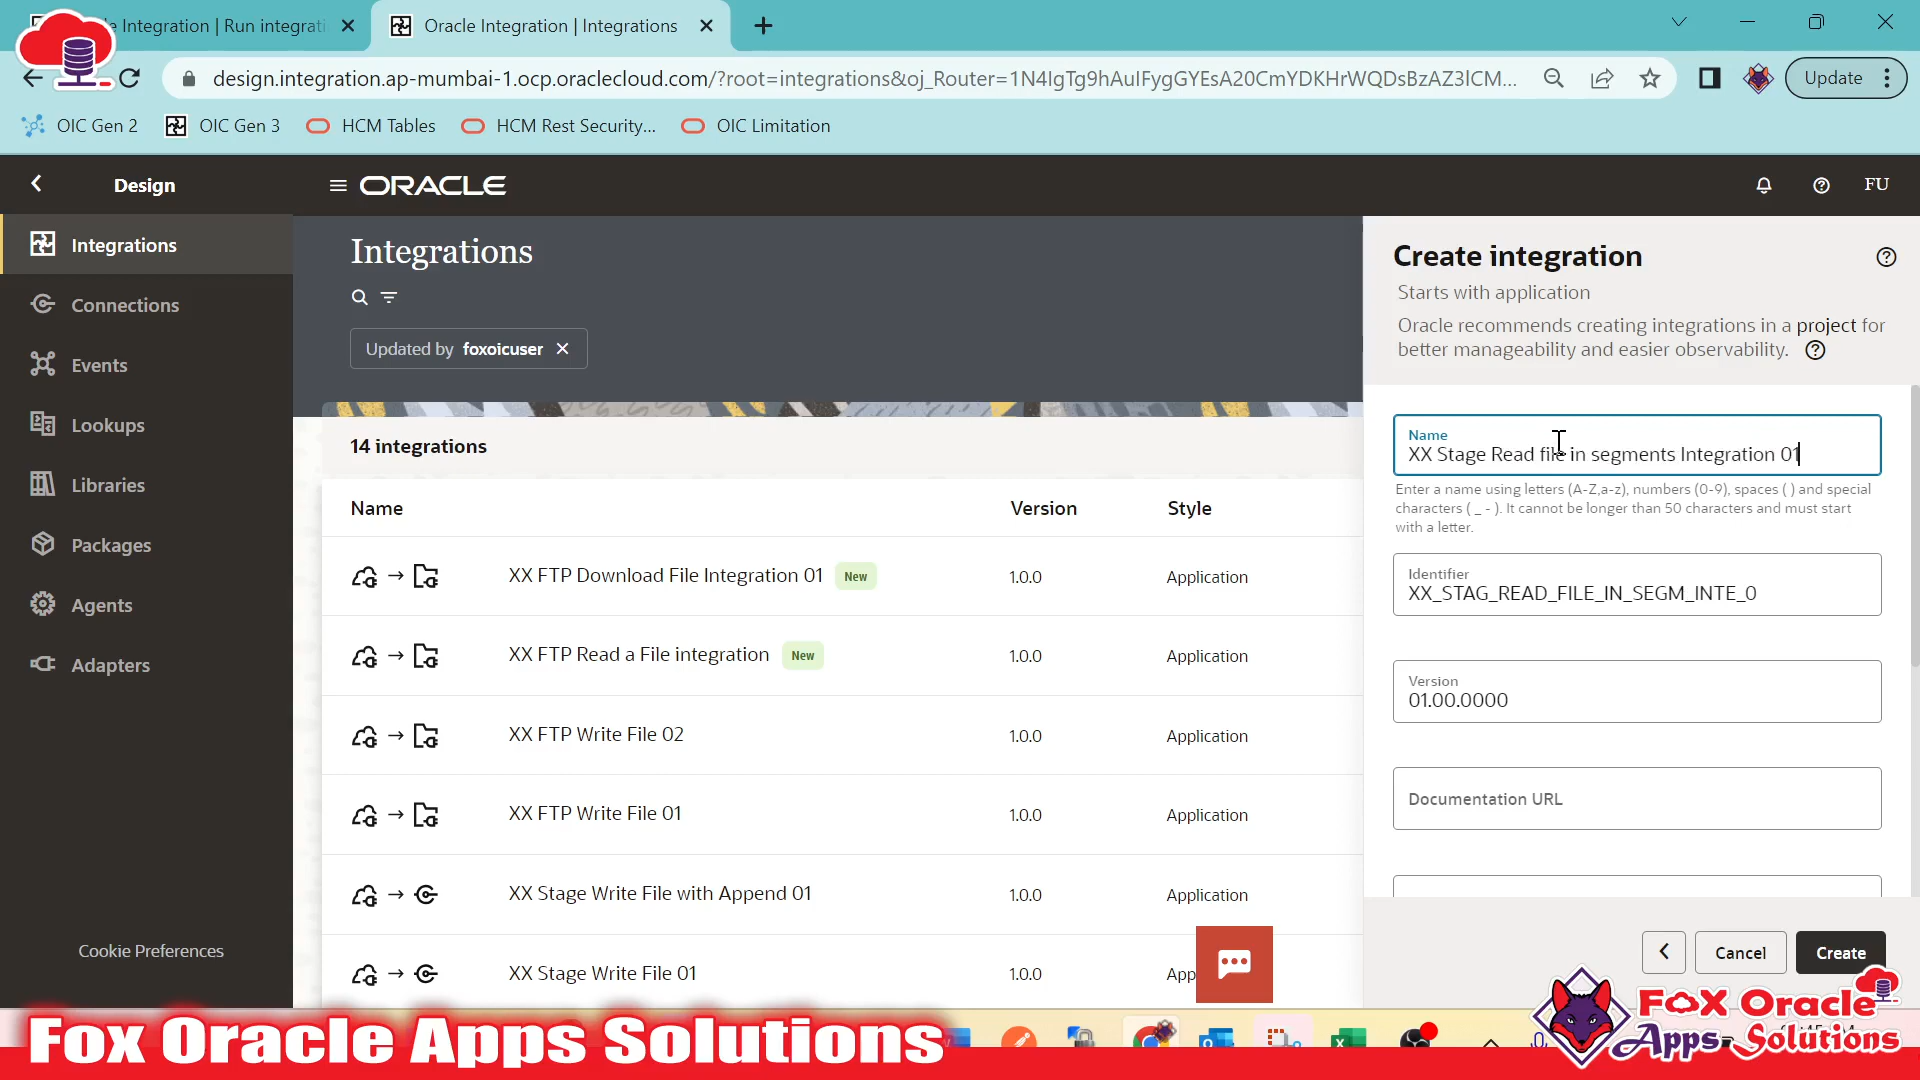 Integration | Run integrati
Oracle Integration | Integrations
design.integration.ap-mumbai-1.ocp.oraclecloud.com/?root=integrations&oj_Router=1N4IgTg9hAulFygGYEsA20CmYDKHrWQDsBzAZ3lCM...
Update
OIC Gen 2
OIC Gen 3
HCM Tables
HCM Rest Security...
OIC Limitation
Design
ORACLE
FU
Integrations
Connections
Events
Lookups
Libraries
Packages
Agents
Adapters
Cookie Preferences
Integrations
Updated by foxoicuser
14 integrations
Name Version Style
XX FTP Download File Integration 01 New 1.0.0 Application
XX FTP Read a File integration New 1.0.0 Application
XX FTP Write File 02 1.0.0 Application
XX FTP Write File 01 1.0.0 Application
XX Stage Write File with Append 01 1.0.0 Application
XX Stage Write File 01 1.0.0 App
Create integration
Starts with application
Oracle recommends creating integrations in a project for
better manageability and easier observability.
Name
XX Stage Read file in segments Integration 01
Enter a name using letters (A-Z,a-z), numbers (0-9), spaces ( ) and special
characters ( _ - ). It cannot be longer than 50 characters and must start
with a letter.
Identifier
XX_STAG_READ_FILE_IN_SEGM_INTE_0
Version
01.00.0000
Documentation URL
Cancel
Create
Fox Oracle Apps Solutions
FoX Oracle
Apps Solutions